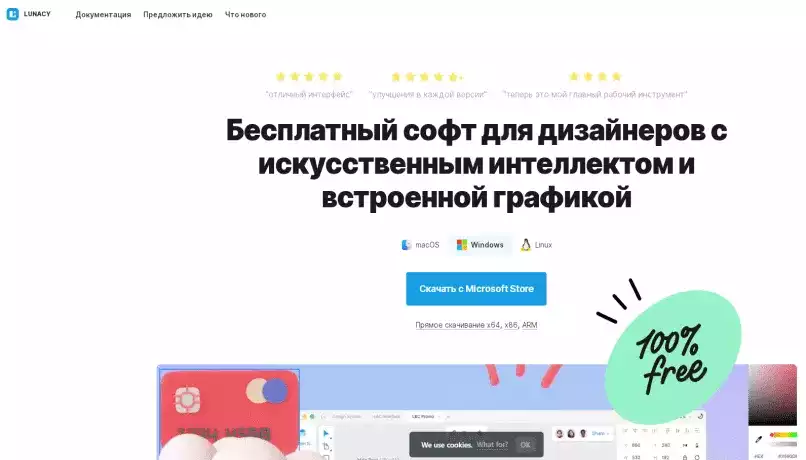 LUNACY Документация Предложить идею Что нового
"отличный интерфейс" "улучшения в каждой версии" "теперь это мой главный рабочий инструмент"
Бесплатный софт для дизайнеров с
искусственным интеллектом и
встроенной графикой
macOS Windows Linux
Скачать с Microsoft Store
Прямое скачивание x64, x86, ARM
100%
free
We use cookies. What for? Ok
Share